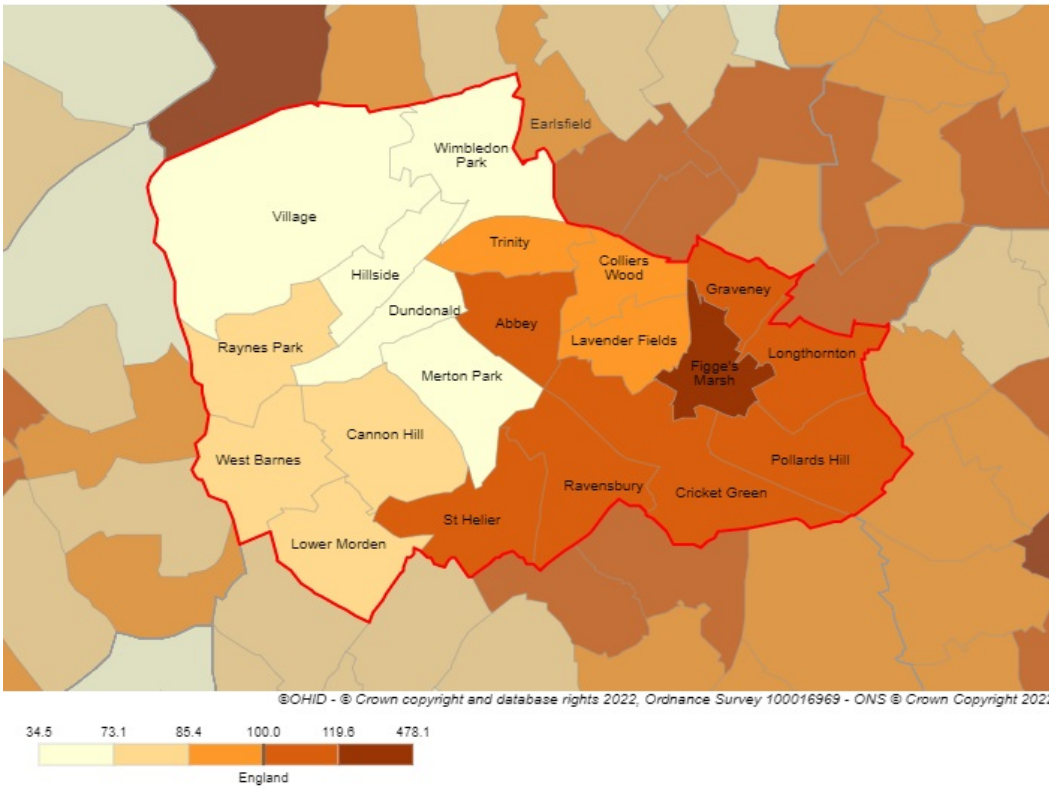 Earlsfield
Wimbledon
Park
Village
Trinity
Colliers
Wood
Hillside
Graveney
Dundonald
Abbey
Lavender Fields
Raynes Park
Longthornton
Figge's
Marsh
Merton Park
Cannon Hill
West Barnes
Pollards Hill
Ravensbury
Cricket Green
St Helier
Lower Morden
©OHID - © Crown copyright and database rights 2022, Ordnance Survey 100016969 - ONS © Crown Copyright 2022
34.5 73.1 85.4 100.0 119.6 478.1
England